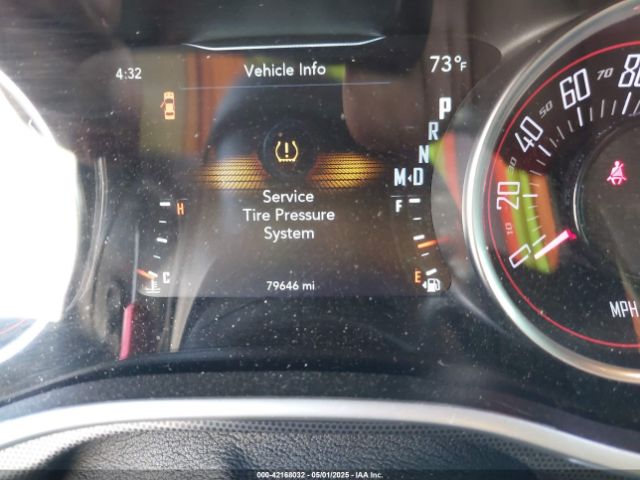 4:32
Vehicle Info
73°F
P
R
N
M◂D
H
C
F
E
Service
Tire Pressure
System
79646 mi
0
10
20
30
40
50
60
70
80
MPH
000-42168032 - 05/01/2025 - IAA Inc.